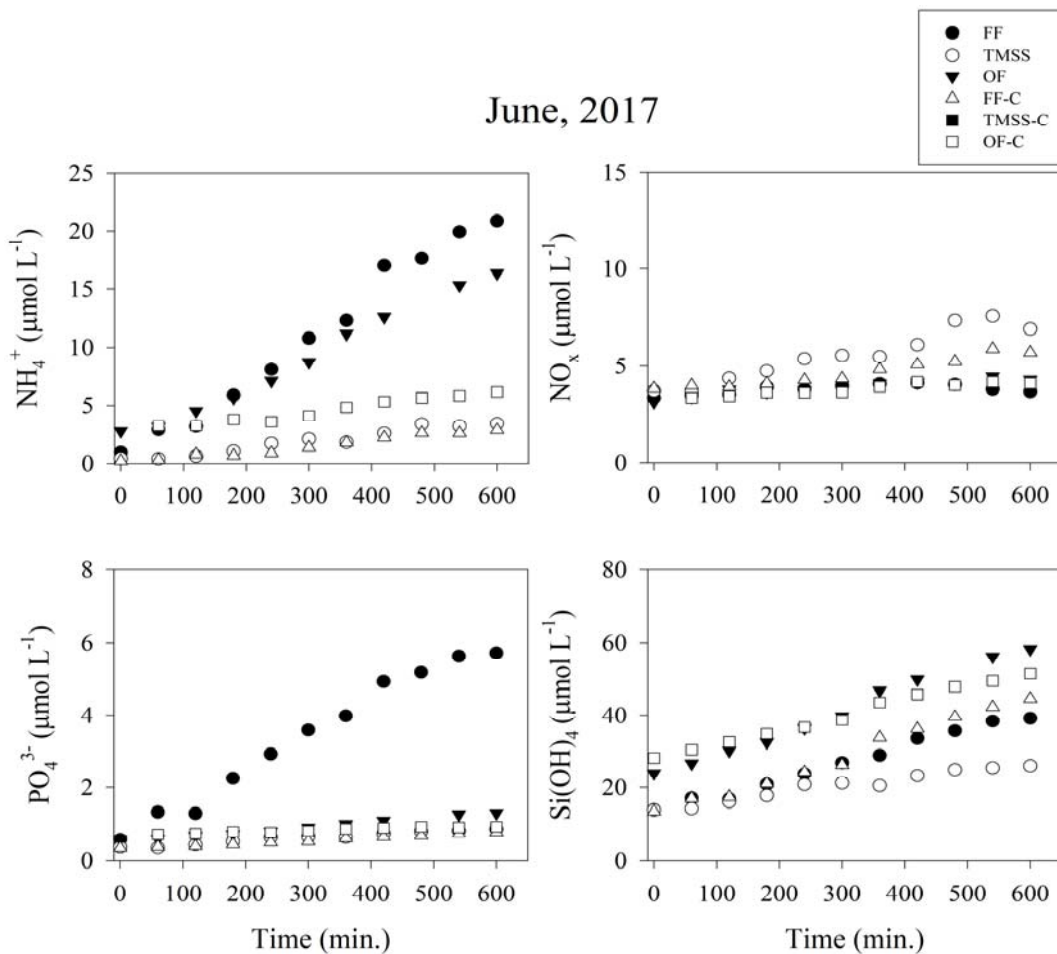 FF
TMSS
OF
FF-C
TMSS-C
OF-C
June, 2017
NH₄⁺ (μmol L⁻¹)
25
20
15
10
5
0
0 100 200 300 400 500 600
NOₓ (μmol L⁻¹)
15
10
5
0
0 100 200 300 400 500 600
PO₄³⁻ (μmol L⁻¹)
8
6
4
2
0
0 100 200 300 400 500 600
Time (min.)
Si(OH)₄ (μmol L⁻¹)
80
60
40
20
0
0 100 200 300 400 500 600
Time (min.)